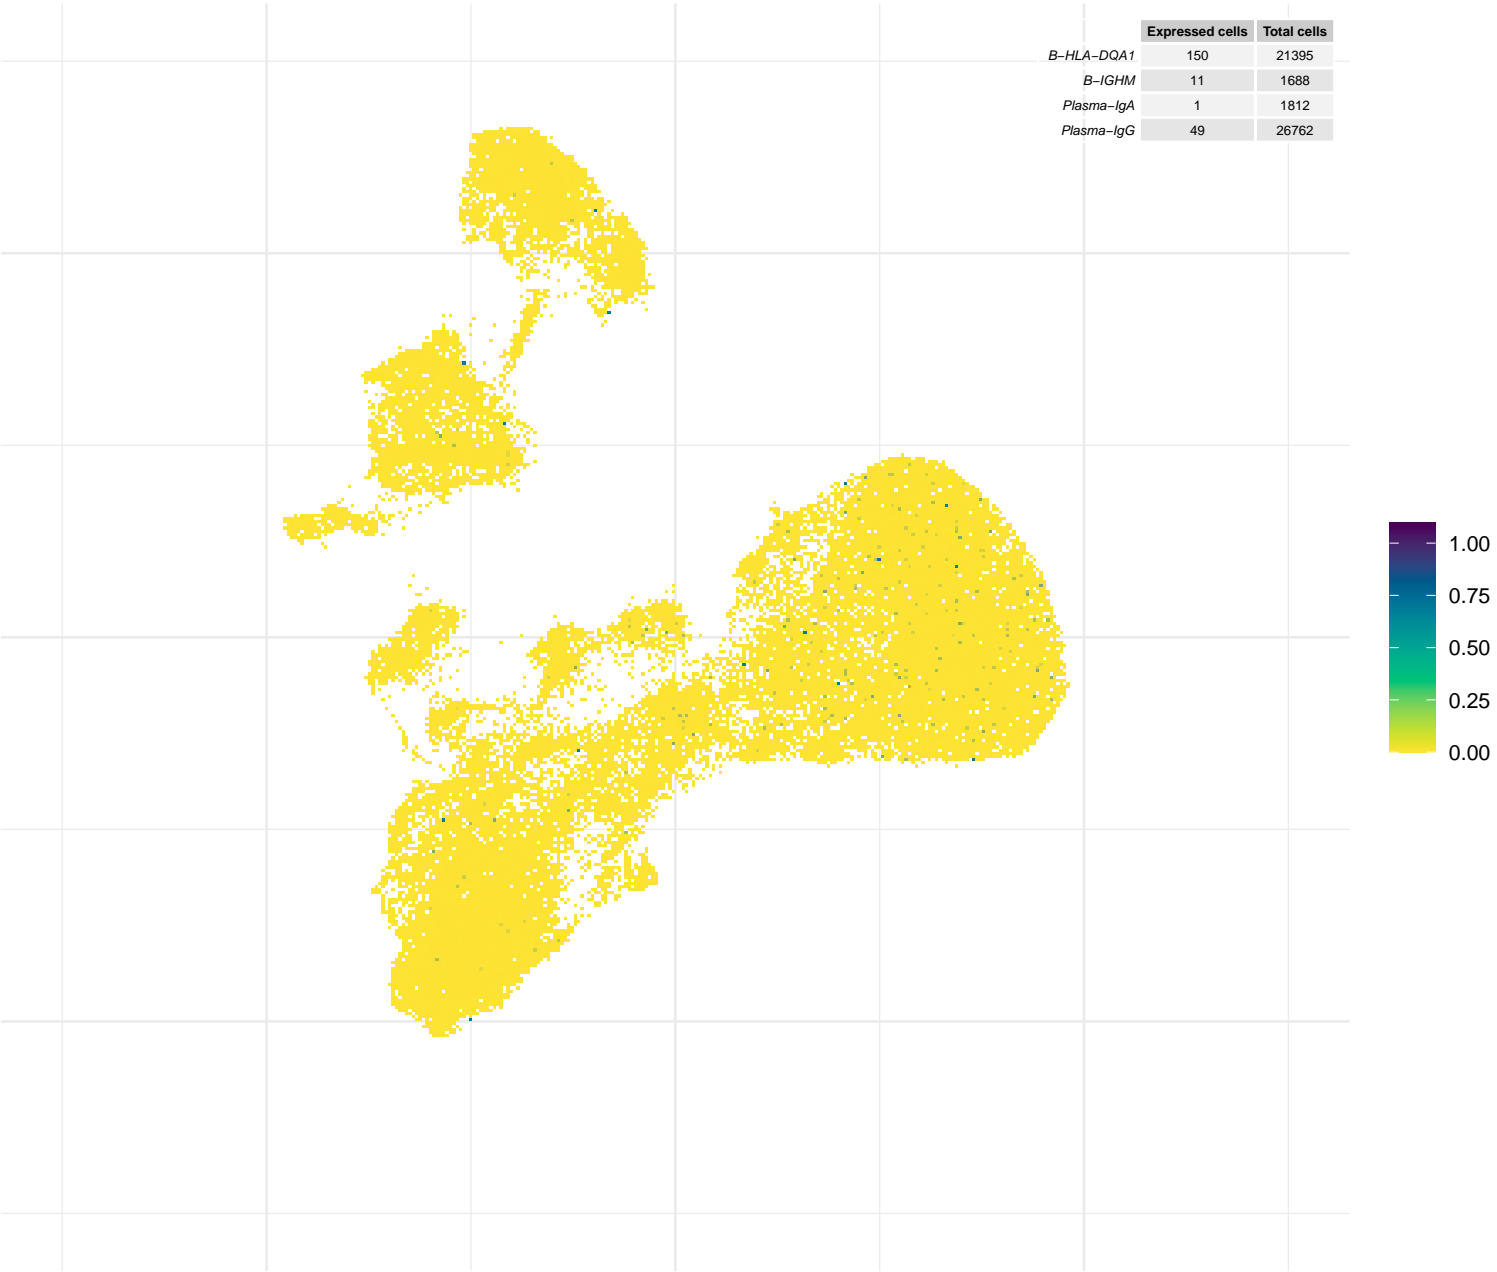 Expressed cells Total cells
B−HLA−DQA1 150 21395
B−IGHM 11 1688
Plasma−IgA 1 1812
Plasma−IgG 49 26762
1.00
0.75
0.50
0.25
0.00